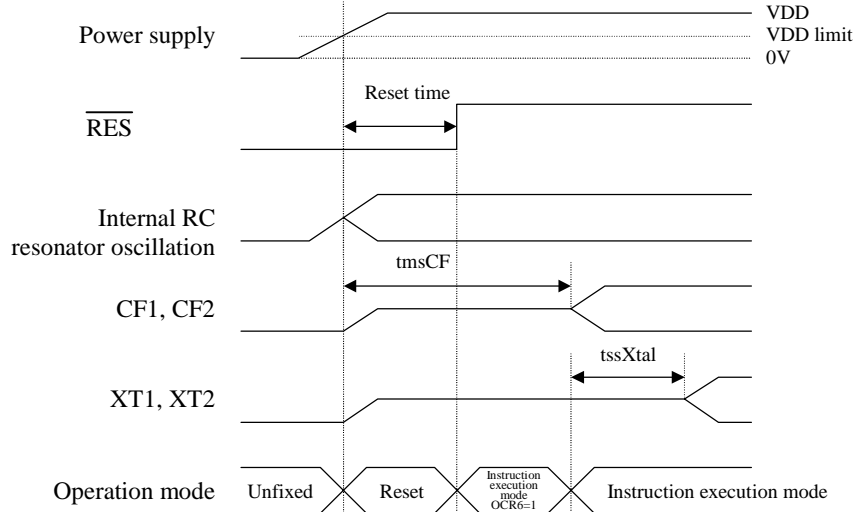 Power supply
VDD
VDD limit
0V
Reset time
RES
Internal RC
resonator oscillation
tmsCF
CF1, CF2
tssXtal
XT1, XT2
Operation mode
Unfixed
Reset
Instruction
execution
mode
OCR6=1
Instruction execution mode